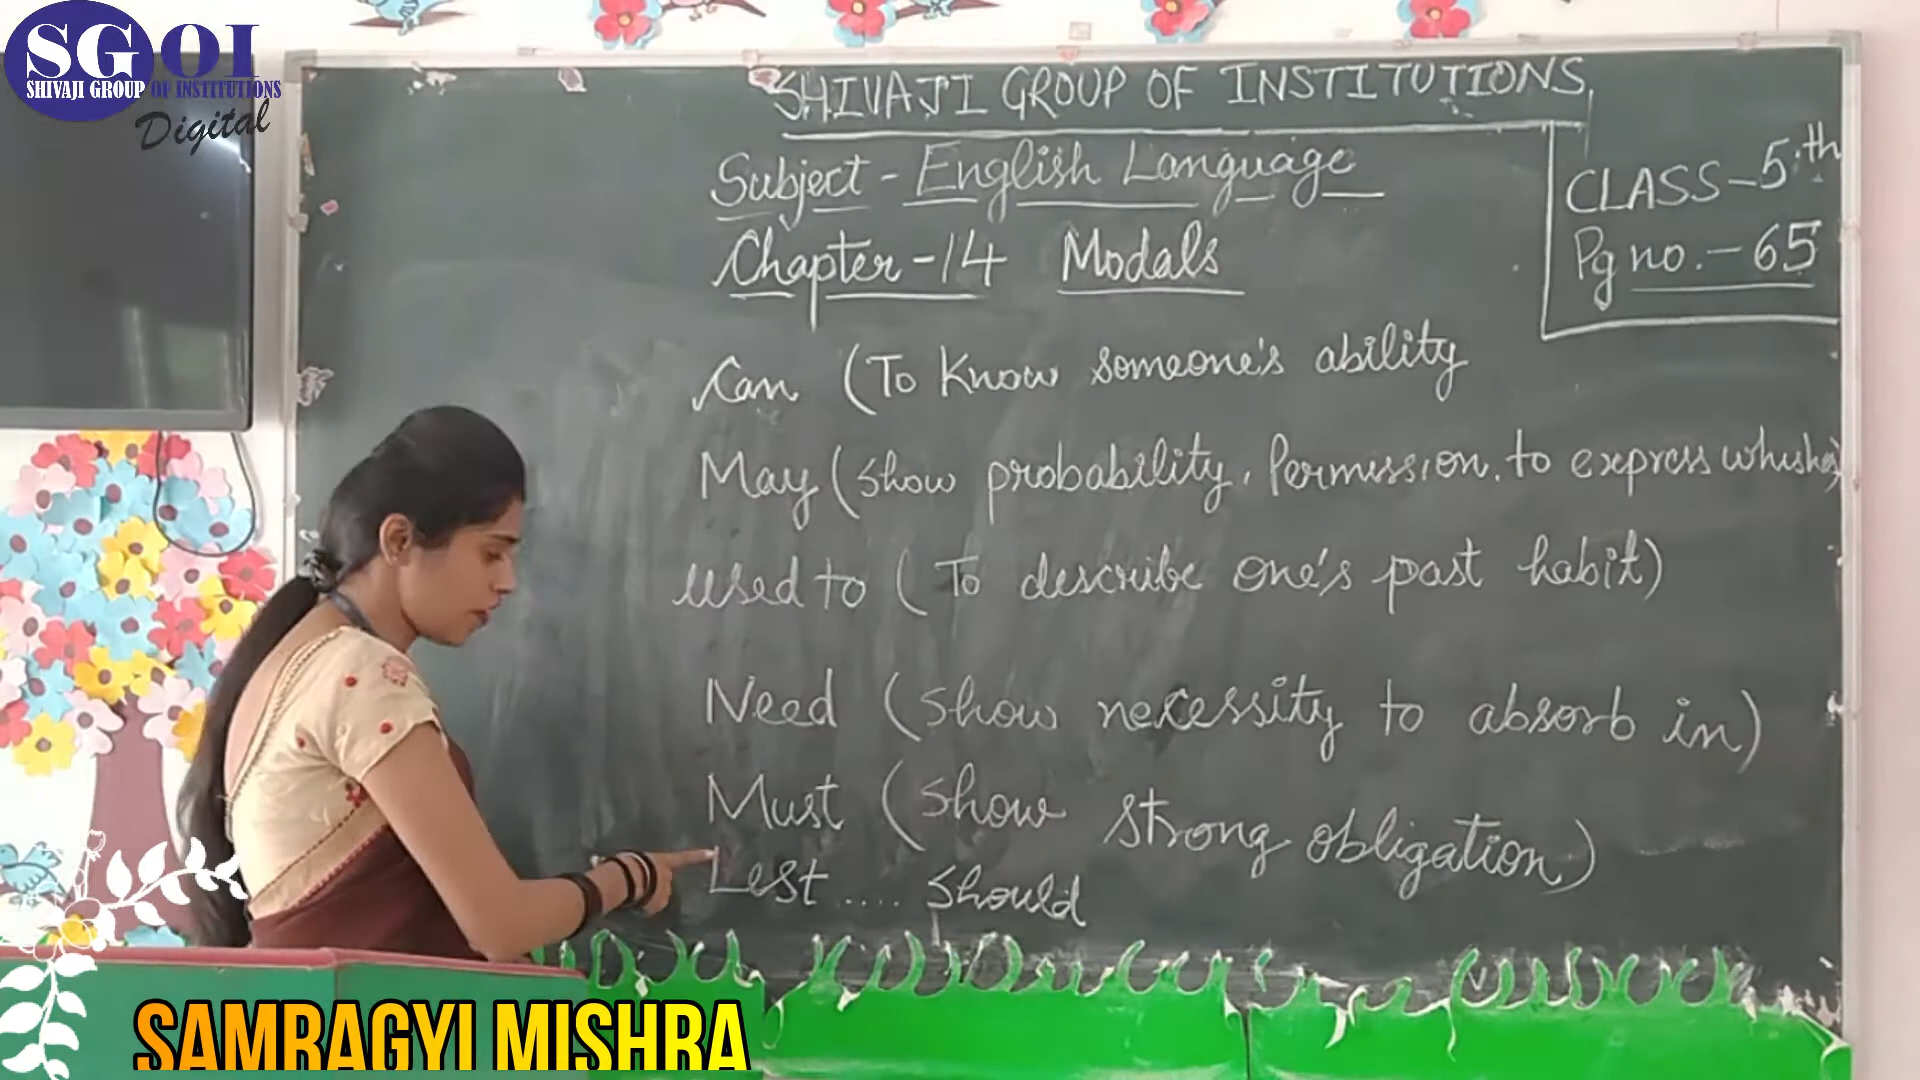 SGOI
SHIVAJI GROUP OF INSTITUTIONS
Digital
SHIVAJI GROUP OF INSTITUTIONS
Subject - English Language
CLASS - 5th
Chapter - 14 Modals
Pg no. - 65
Can (To Know someone's ability
May (show probability, Permission. to express whishes)
used to (To describe one's past habit)
Need (show necessity to absorb in)
Must (show strong obligation)
Lest .... should
SAMRAGYI MISHRA